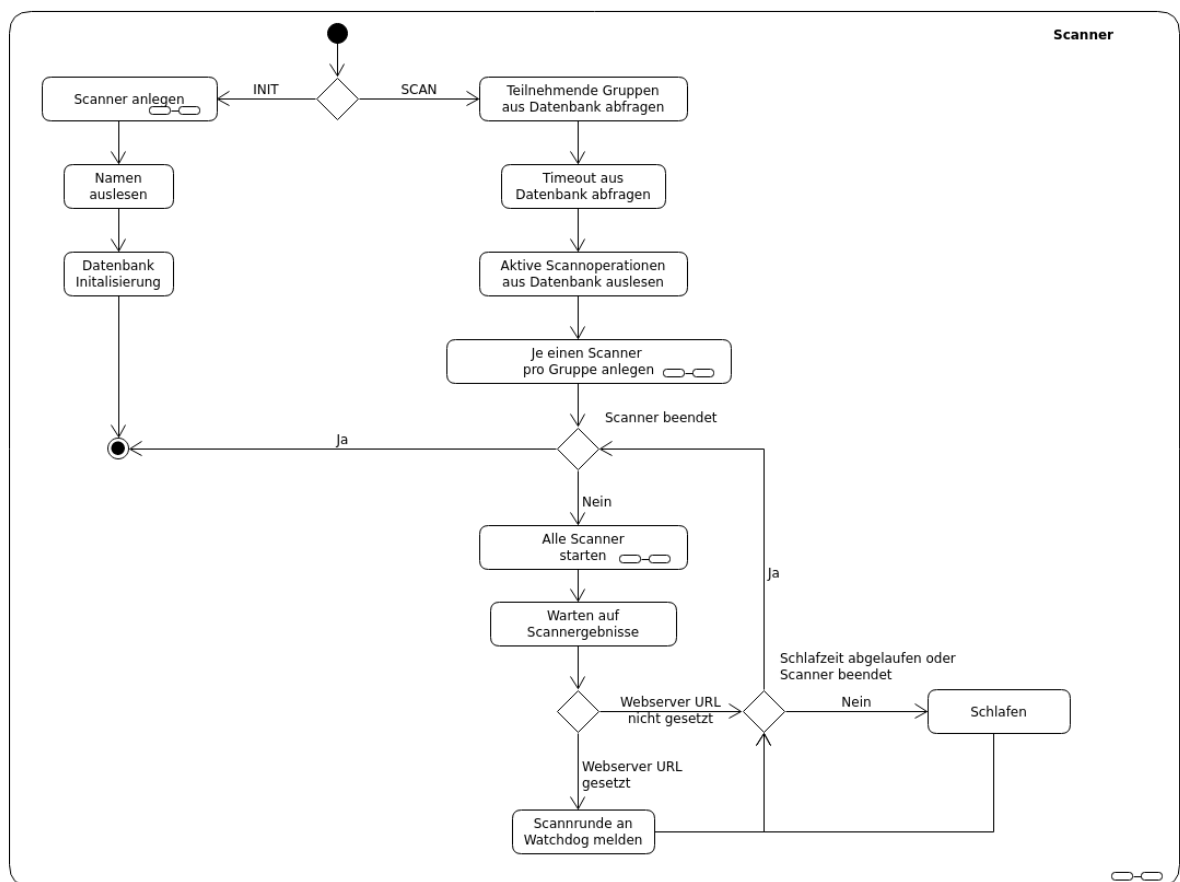 Scanner
INIT
SCAN
Scanner anlegen
Teilnehmende Gruppen
aus Datenbank abfragen
Namen
auslesen
Timeout aus
Datenbank abfragen
Datenbank
Initalisierung
Aktive Scannoperationen
aus Datenbank auslesen
Je einen Scanner
pro Gruppe anlegen
Scanner beendet
Ja
Nein
Alle Scanner
starten
Ja
Warten auf
Scannergebnisse
Schlafzeit abgelaufen oder
Scanner beendet
Webserver URL
nicht gesetzt
Nein
Schlafen
Webserver URL
gesetzt
Scannrunde an
Watchdog melden